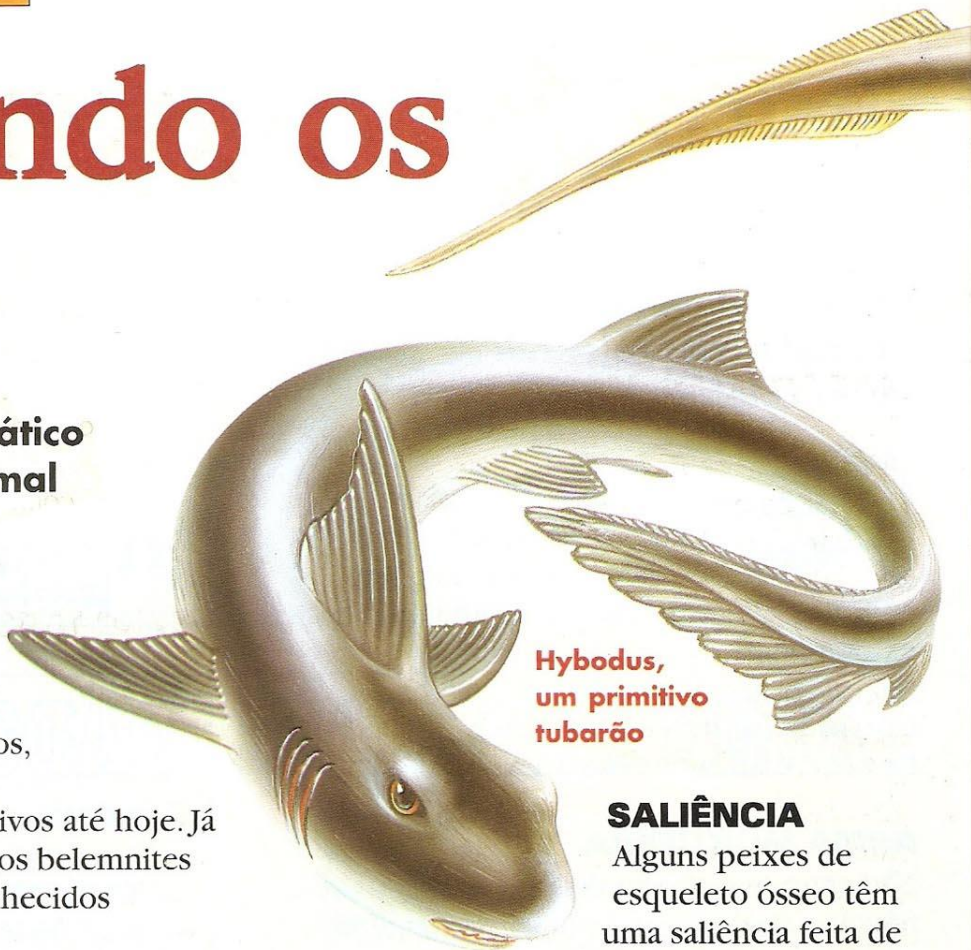 ndo os
ático
mal
os,
ivos até hoje. Já
os belemnites
hecidos
Hybodus,
um primitivo
tubarão
SALIÊNCIA
Alguns peixes de
esqueleto ósseo têm
uma saliência feita de